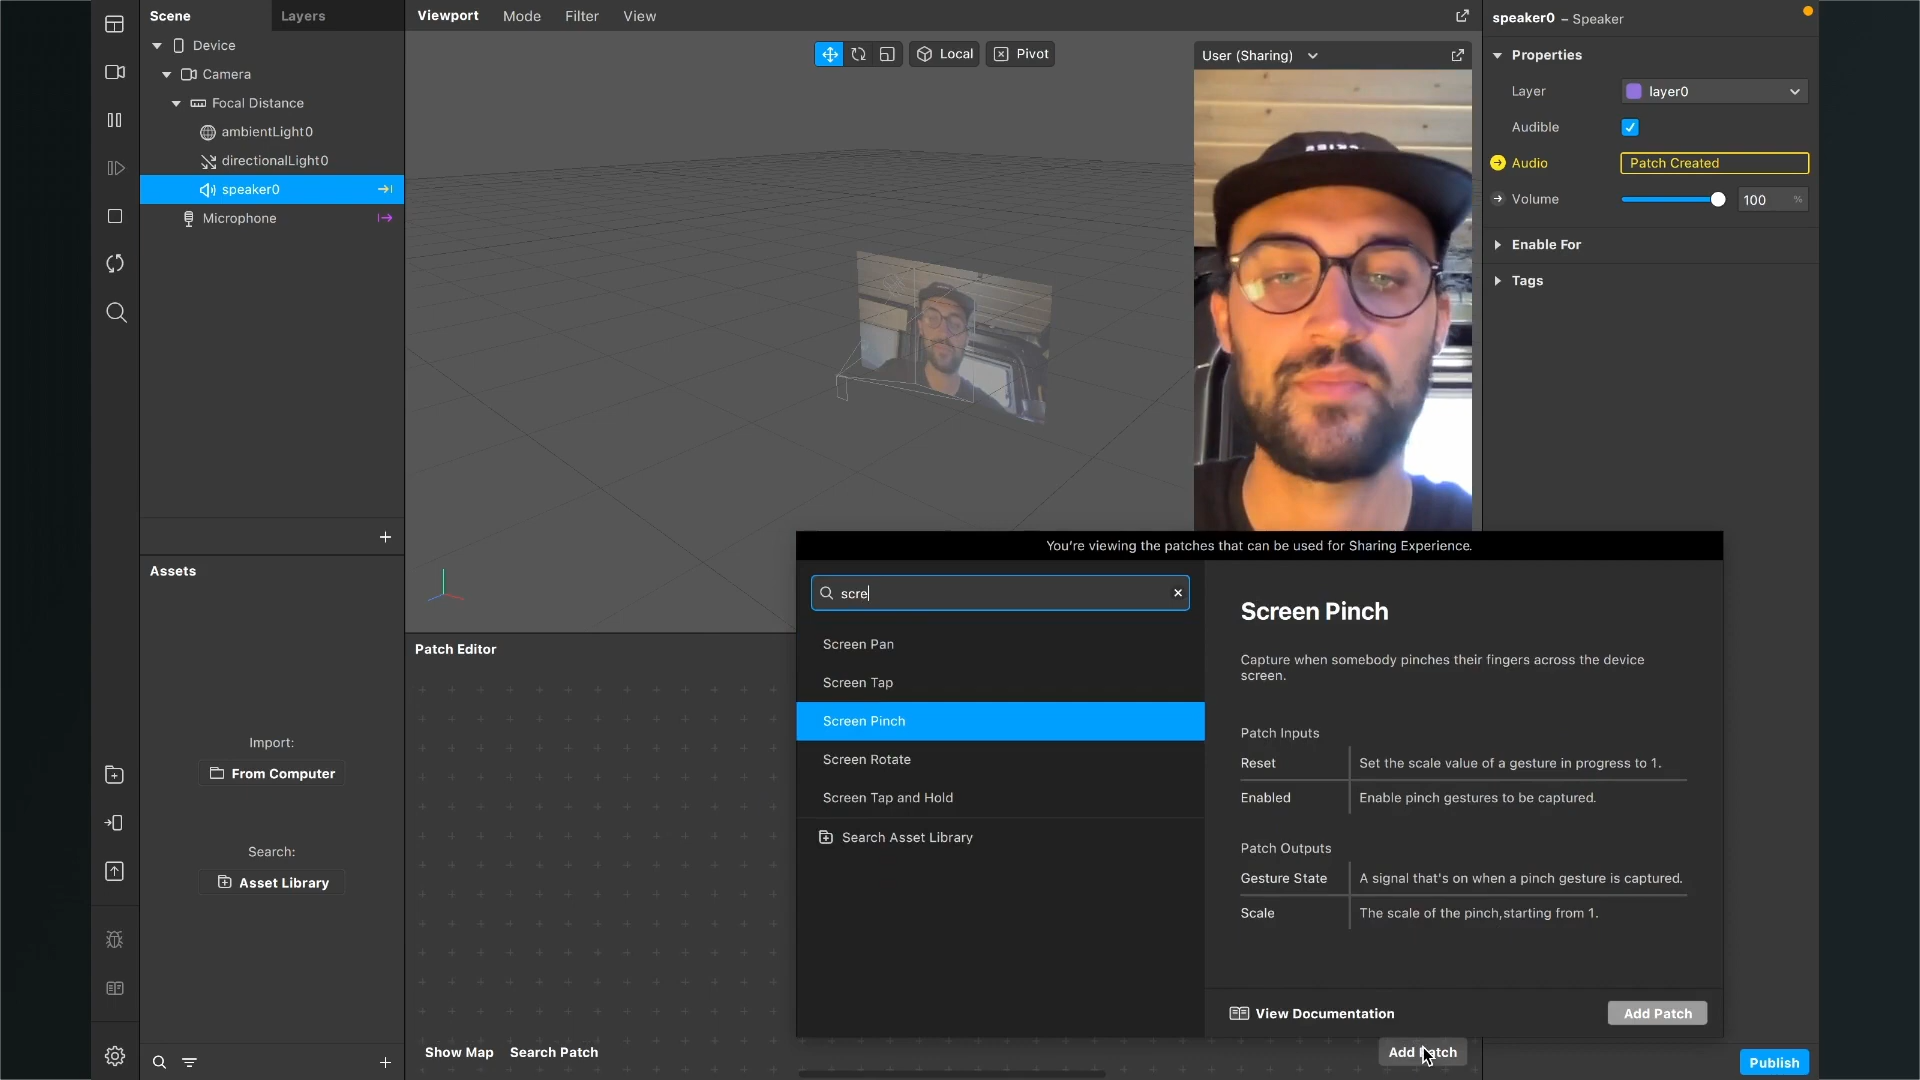 Scene
Layers
Device
Camera
Focal Distance
ambientLight0
directionalLight0
speaker0
Microphone
Assets
Import:
From Computer
Search:
Asset Library
Viewport Mode Filter View
Local
Pivot
User (Sharing)
Patch Editor
Show Map Search Patch
You're viewing the patches that can be used for Sharing Experience.
scre
Screen Pan
Screen Tap
Screen Pinch
Screen Rotate
Screen Tap and Hold
Search Asset Library
Screen Pinch
Capture when somebody pinches their fingers across the device
screen.
Patch Inputs
Reset Set the scale value of a gesture in progress to 1.
Enabled Enable pinch gestures to be captured.
Patch Outputs
Gesture State A signal that's on when a pinch gesture is captured.
Scale The scale of the pinch,starting from 1.
View Documentation
Add Patch
Add Patch
speaker0 – Speaker
Properties
Layer layer0
Audible
Audio Patch Created
Volume 100 %
Enable For
Tags
Publish